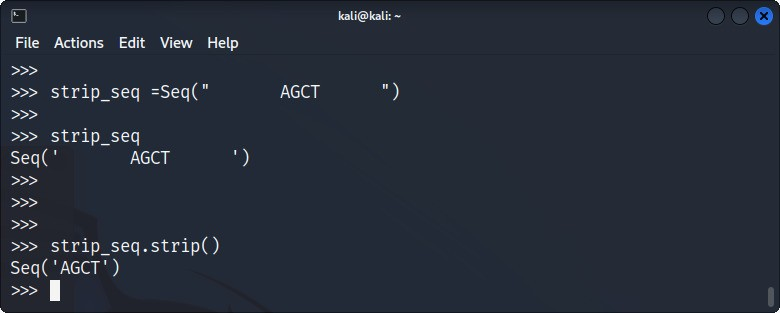 kali@kali: ~
File Actions Edit View Help
>>>
>>> strip_seq =Seq("       AGCT      ")
>>>
>>> strip_seq
Seq('       AGCT      ')
>>>
>>>
>>>
>>> strip_seq.strip()
Seq('AGCT')
>>>